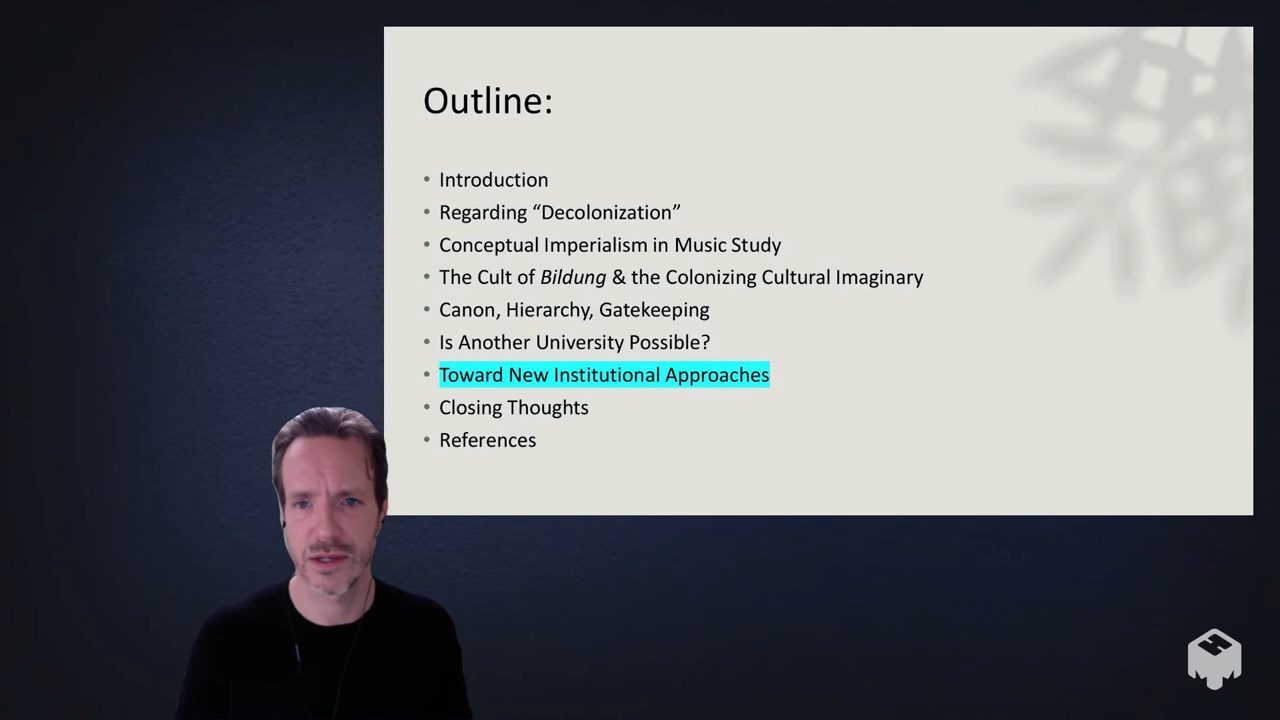 Outline:
• Introduction
• Regarding “Decolonization”
• Conceptual Imperialism in Music Study
• The Cult of Bildung & the Colonizing Cultural Imaginary
• Canon, Hierarchy, Gatekeeping
• Is Another University Possible?
• Toward New Institutional Approaches
• Closing Thoughts
• References